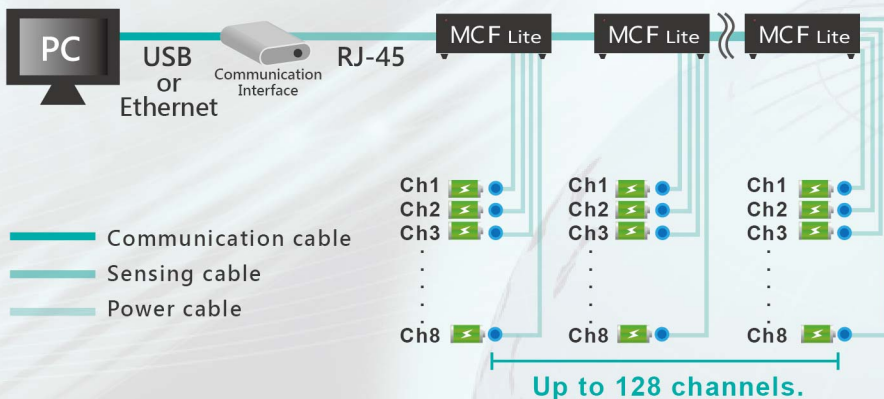 PC
USB
or
Ethernet
Communication
Interface
RJ-45
MCF Lite
MCF Lite
MCF Lite
Ch1
Ch2
Ch3
Ch8
Ch1
Ch2
Ch3
Ch8
Ch1
Ch2
Ch3
Ch8
Communication cable
Sensing cable
Power cable
Up to 128 channels.